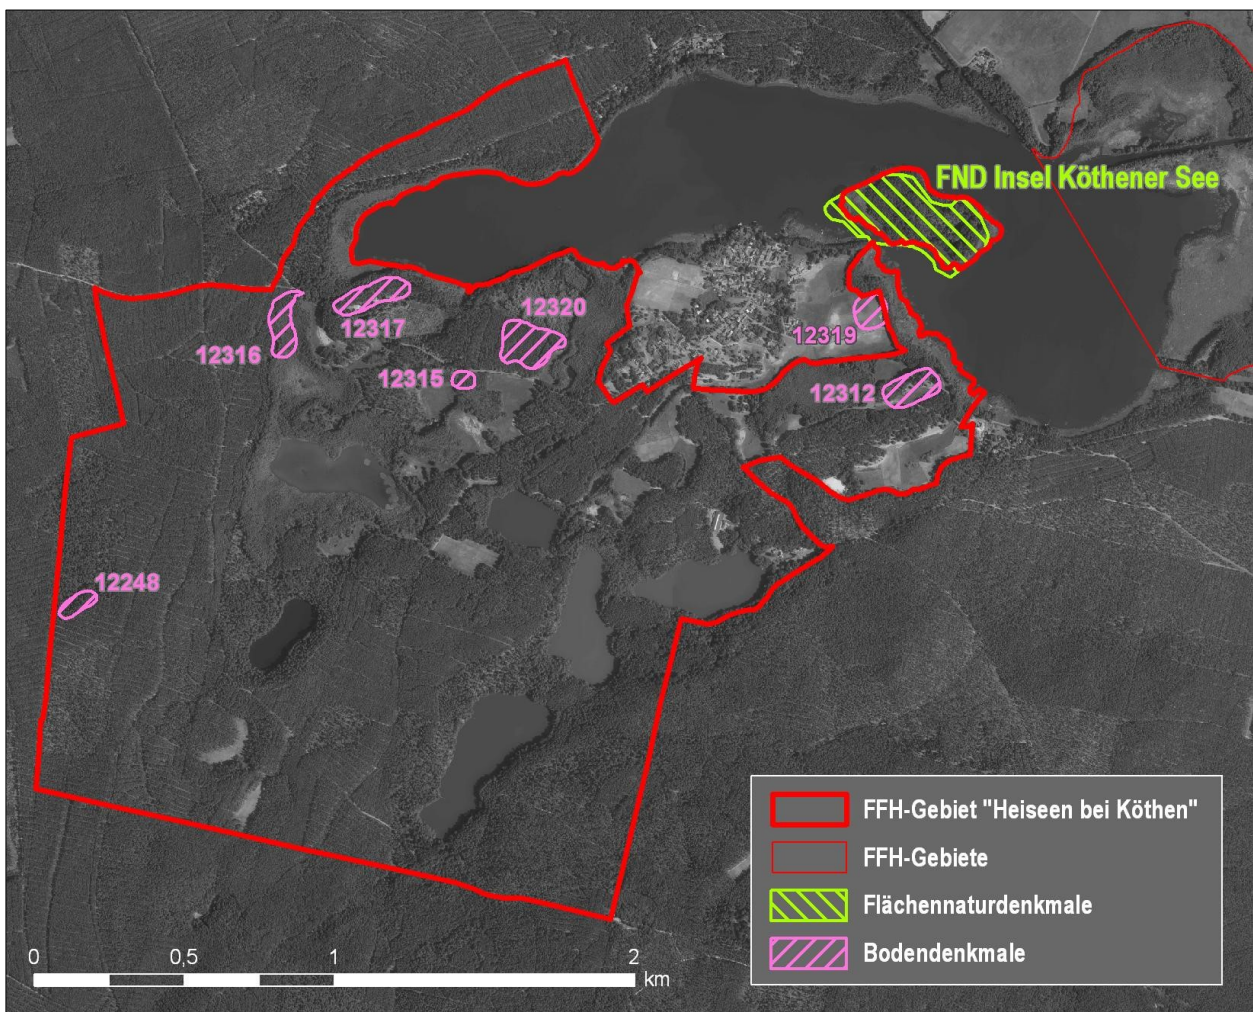 FND Insel Köthener See
12320
12317
12316
12319
12315
12312
12248
FFH-Gebiet "Heiseen bei Köthen"
FFH-Gebiete
Flächennaturdenkmale
Bodendenkmale
0 0,5 1 2
km